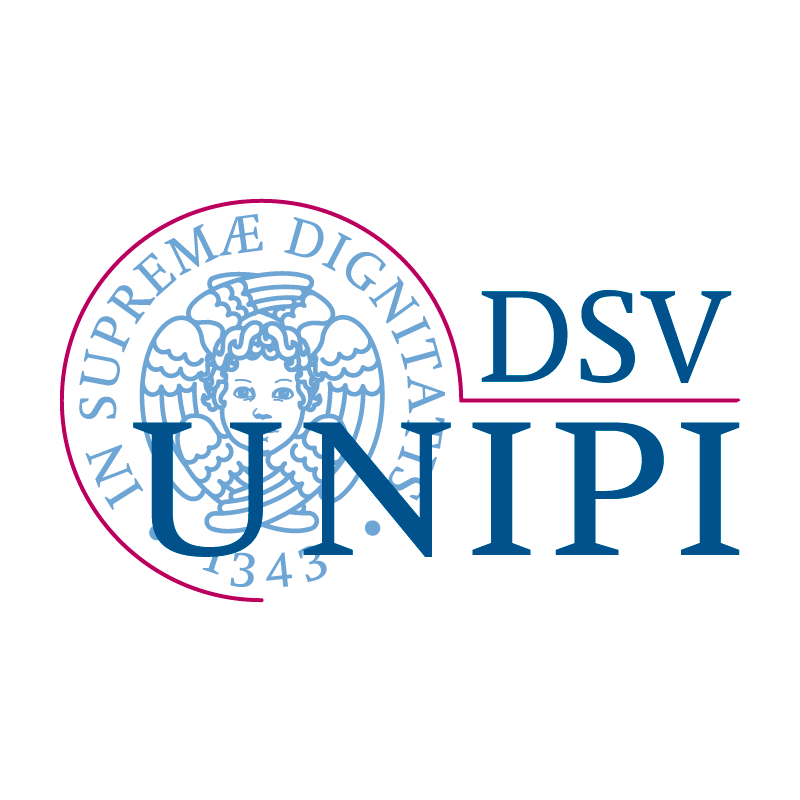 IN SUPREMÆ DIGNITATIS
1343
DSV
UNIPI